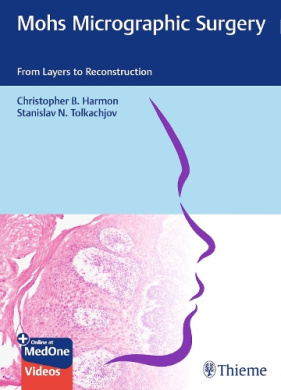 Mohs Micrographic Surgery
From Layers to Reconstruction
Christopher B. Harmon
Stanislav N. Tolkachjov
+ Online at
MedOne
Videos
Thieme